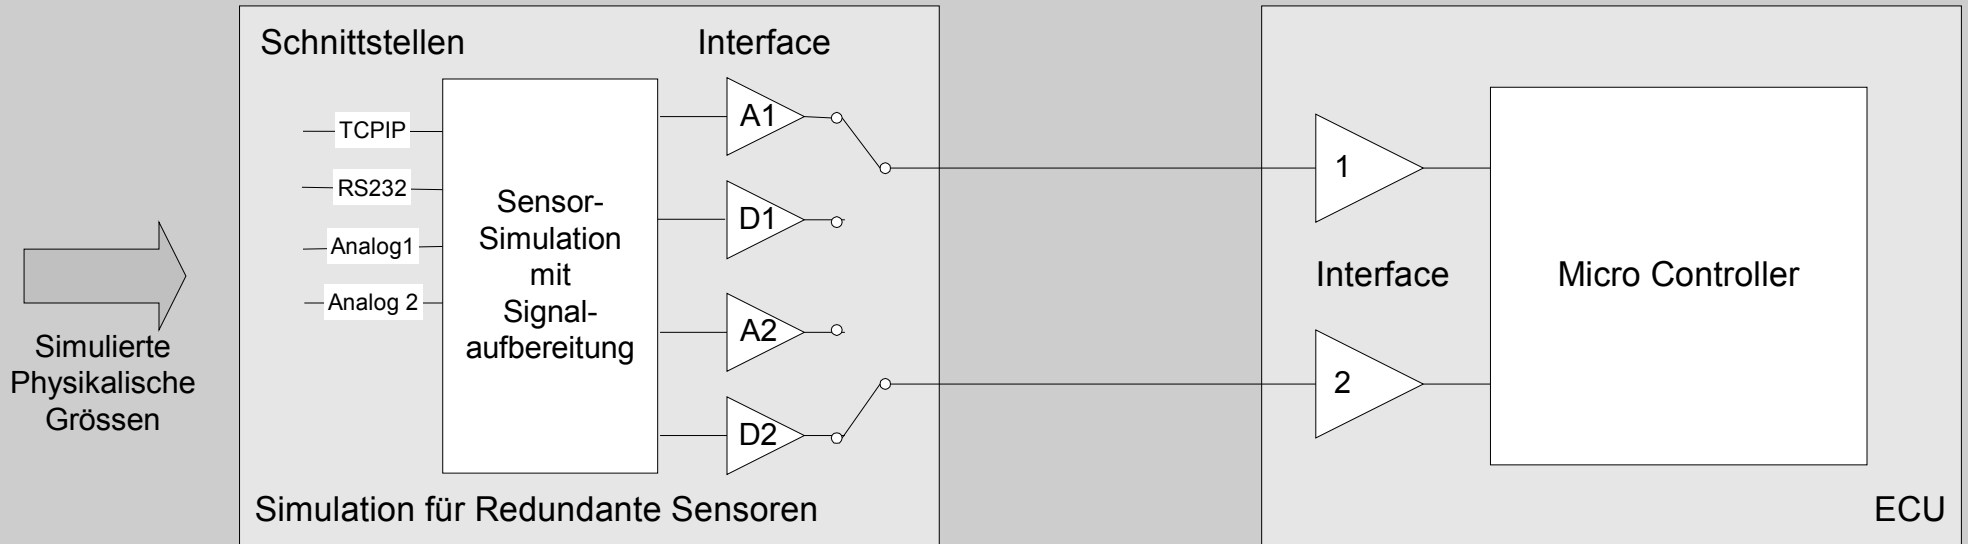 Simulierte
Physikalische
Grössen
Schnittstellen
Interface
TCPIP
RS232
Analog1
Analog 2
Sensor-
Simulation
mit
Signal-
aufbereitung
A1
D1
A2
D2
Simulation für Redundante Sensoren
1
Interface
2
Micro Controller
ECU